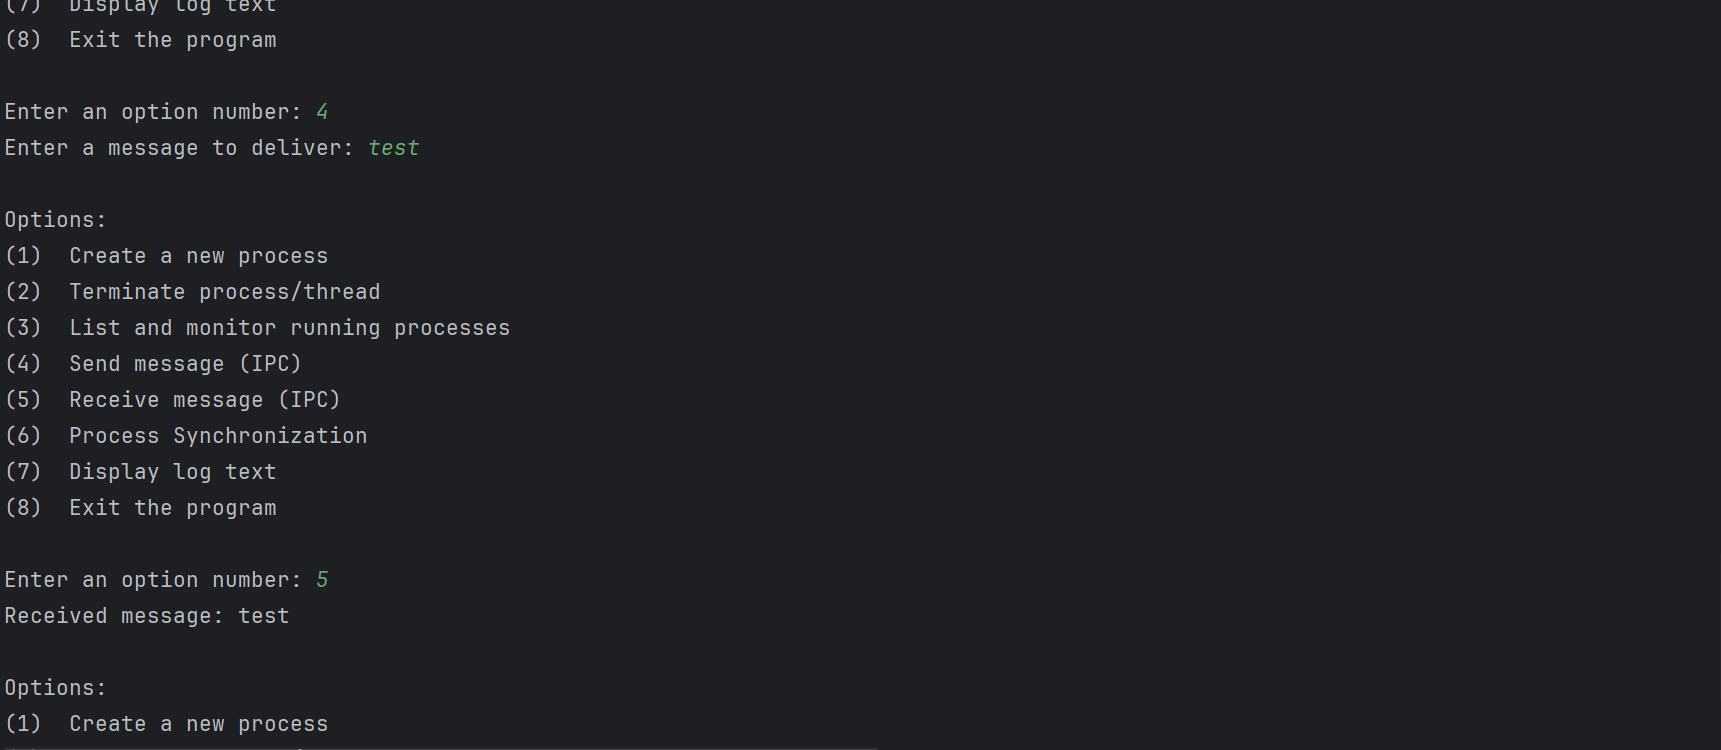 (7)  Display log text
(8)  Exit the program
Enter an option number: 4
Enter a message to deliver: test
Options:
(1)  Create a new process
(2)  Terminate process/thread
(3)  List and monitor running processes
(4)  Send message (IPC)
(5)  Receive message (IPC)
(6)  Process Synchronization
(7)  Display log text
(8)  Exit the program
Enter an option number: 5
Received message: test
Options:
(1)  Create a new process